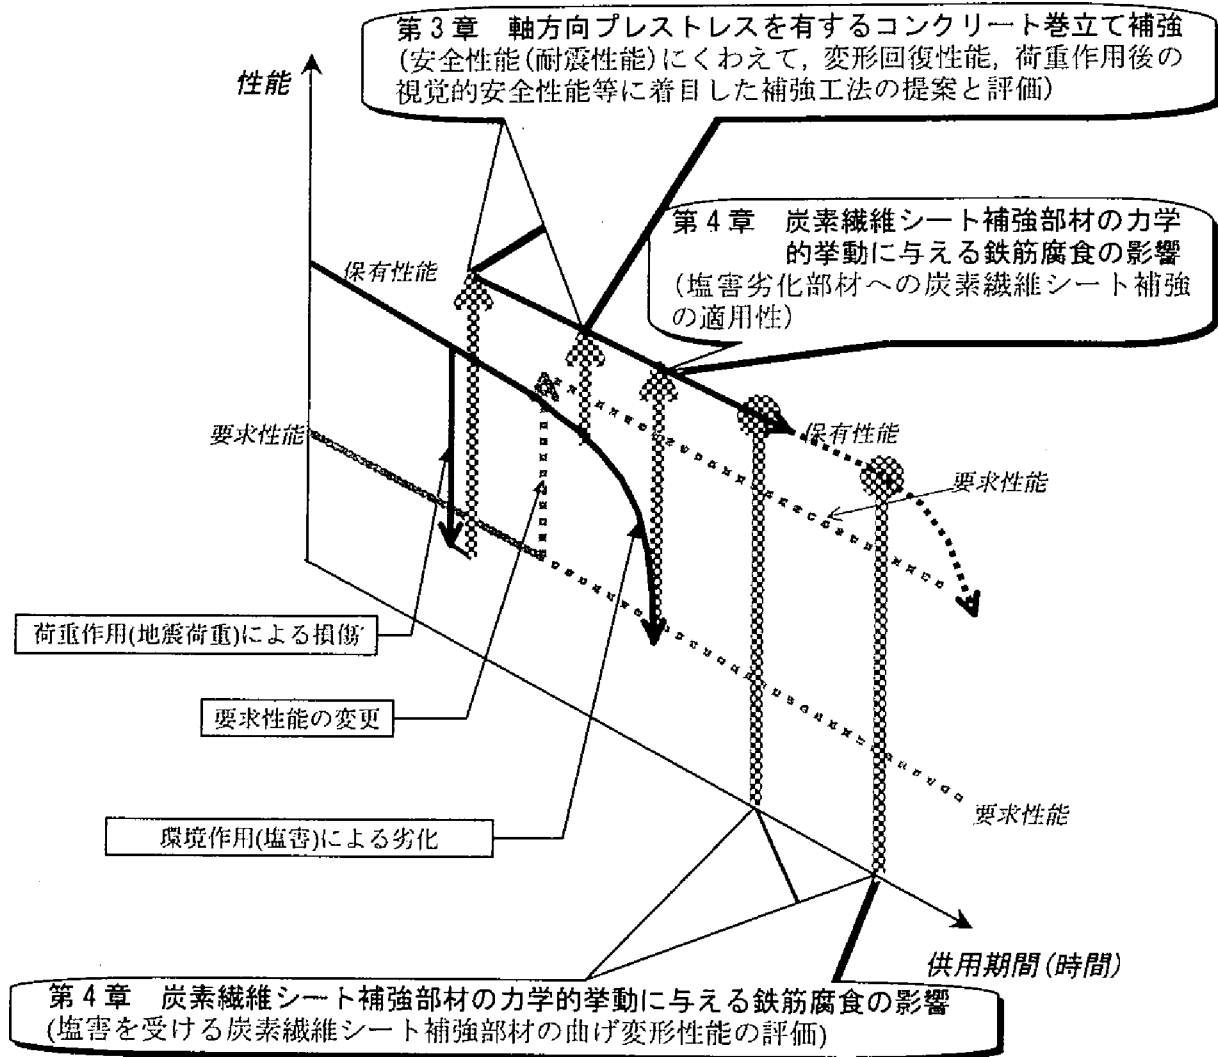 第3章　軸方向プレストレスを有するコンクリート巻立て補強
(安全性能(耐震性能)にくわえて, 変形回復性能, 荷重作用後の
視覚的安全性能等に着目した補強工法の提案と評価)
性能
第4章　炭素繊維シート補強部材の力学
的挙動に与える鉄筋腐食の影響
(塩害劣化部材への炭素繊維シート補強
の適用性)
保有性能
要求性能
保有性能
要求性能
荷重作用(地震荷重)による損傷
要求性能の変更
環境作用(塩害)による劣化
要求性能
供用期間(時間)
第4章　炭素繊維シート補強部材の力学的挙動に与える鉄筋腐食の影響
(塩害を受ける炭素繊維シート補強部材の曲げ変形性能の評価)